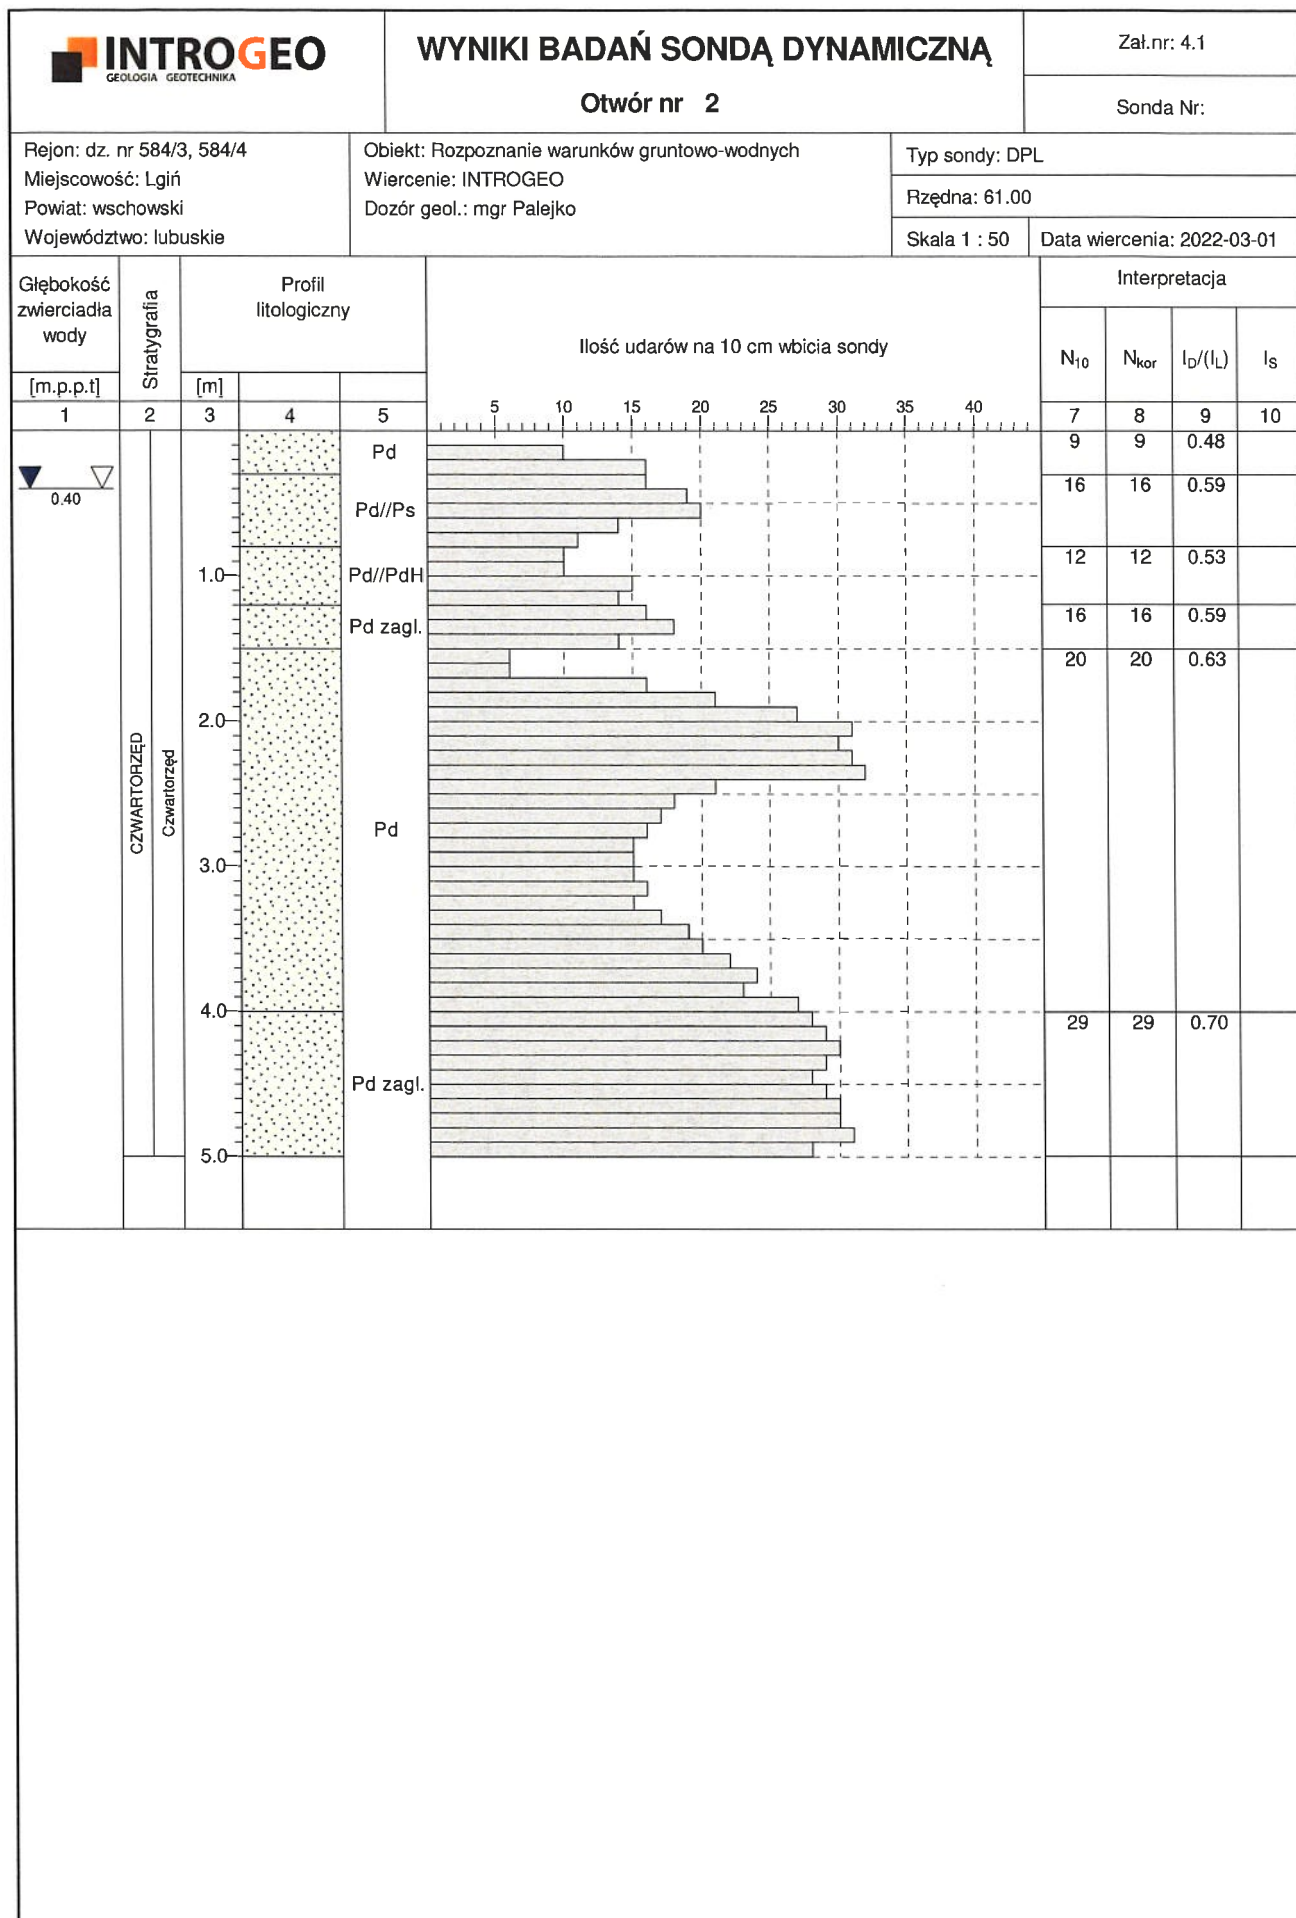 INTROGEO
GEOLOGIA GEOTECHNIKA
WYNIKI BADAŃ SONDĄ DYNAMICZNĄ
Otwór nr 2
Zał.nr: 4.1
Sonda Nr:
Rejon: dz. nr 584/3, 584/4
Miejscowość: Lgiń
Powiat: wschowski
Województwo: lubuskie
Obiekt: Rozpoznanie warunków gruntowo-wodnych
Wiercenie: INTROGEO
Dozór geol.: mgr Palejko
Typ sondy: DPL
Rzędna: 61.00
Skala 1 : 50
Data wiercenia: 2022-03-01
Głębokość
zwierciadła
wody
[m.p.p.t]
Stratygrafia
Profil
litologiczny
[m]
Ilość udarów na 10 cm wbicia sondy
Interpretacja
N10 Nkor ID/(IL) IS
5 10 15 20 25 30 35 40
1 2 3 4 5 7 8 9 10
0.40
CZWARTORZĘD
Czwartorzęd
Pd 9 9 0.48
Pd//Ps 16 16 0.59
1.0 Pd//PdH 12 12 0.53
Pd zagl. 16 16 0.59
20 20 0.63
2.0
Pd
3.0
4.0
29 29 0.70
Pd zagl.
5.0